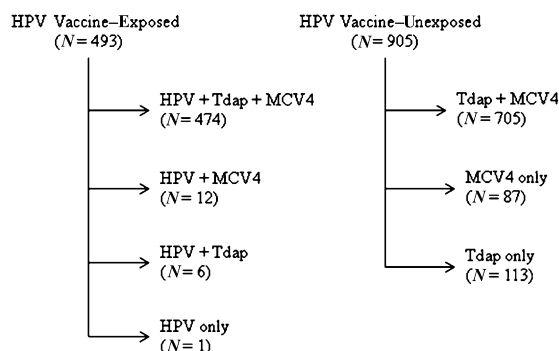 HPV Vaccine–Exposed
(N = 493)
HPV + Tdap + MCV4
(N = 474)
HPV + MCV4
(N = 12)
HPV + Tdap
(N = 6)
HPV only
(N = 1)
HPV Vaccine–Unexposed
(N = 905)
Tdap + MCV4
(N = 705)
MCV4 only
(N = 87)
Tdap only
(N = 113)